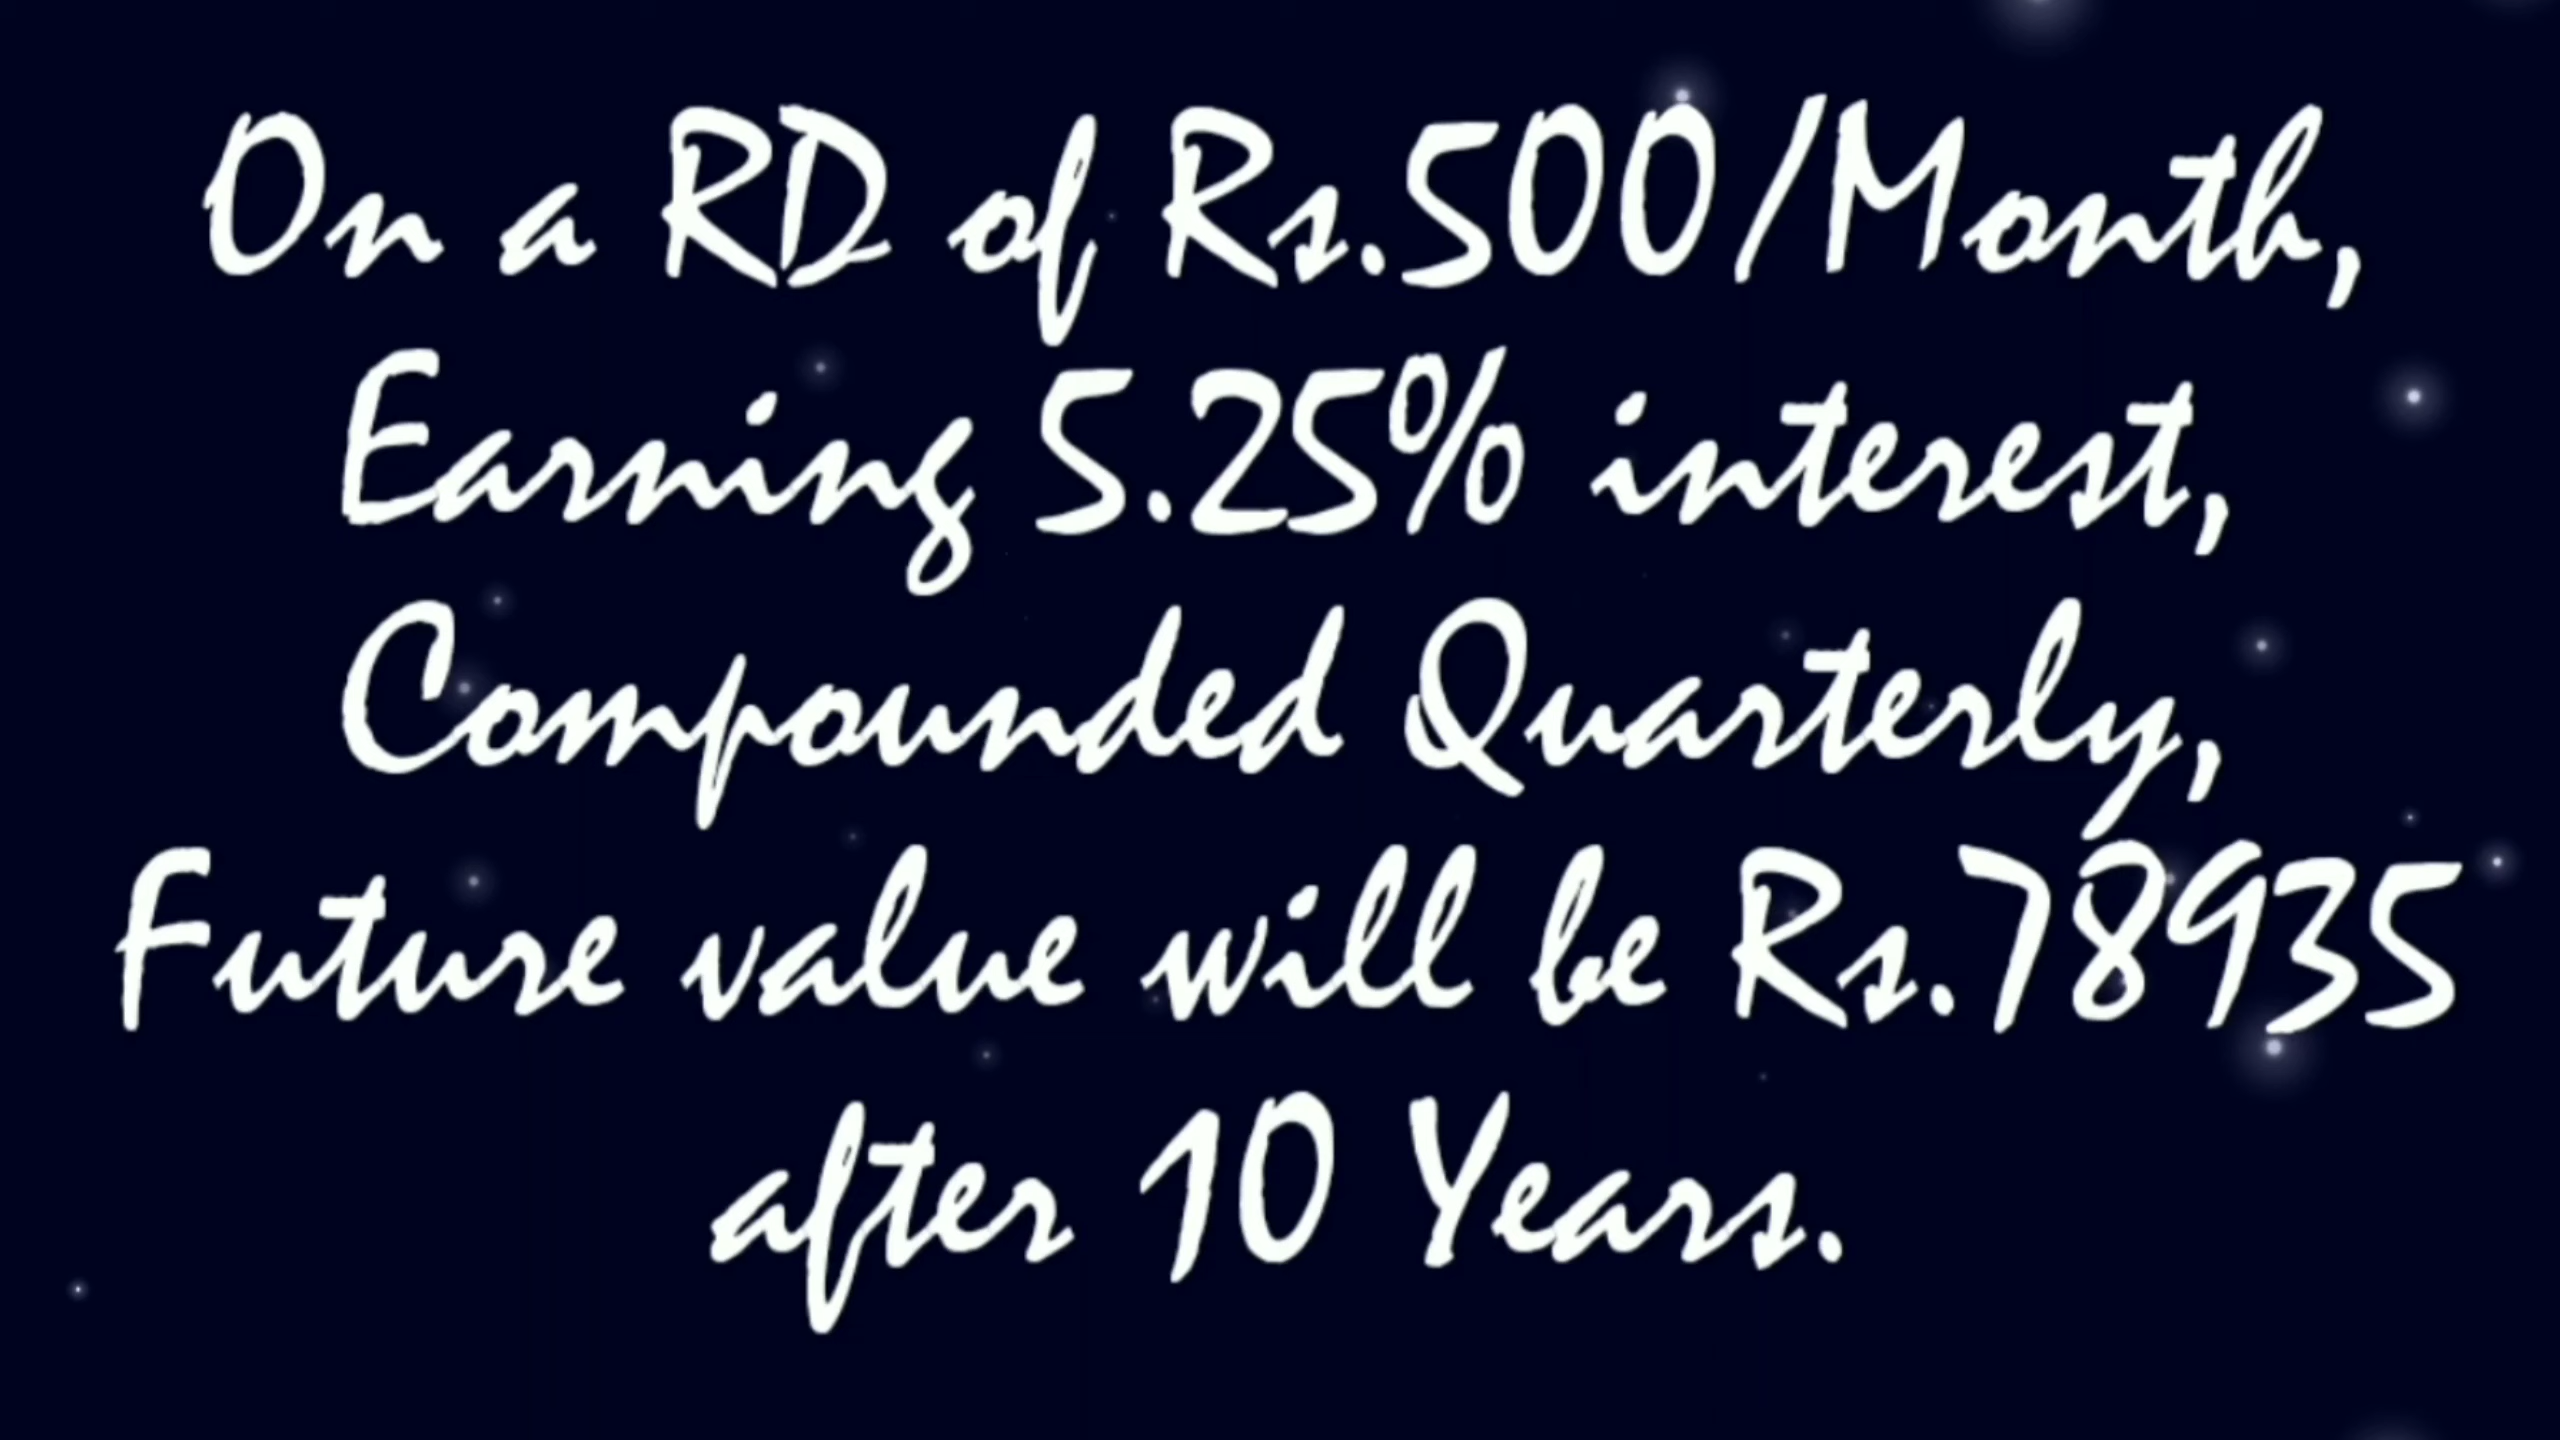 On a RD of Rs.500/Month,
Earning 5.25% interest,
Compounded Quarterly,
Future value will be Rs.78935
after 10 Years.